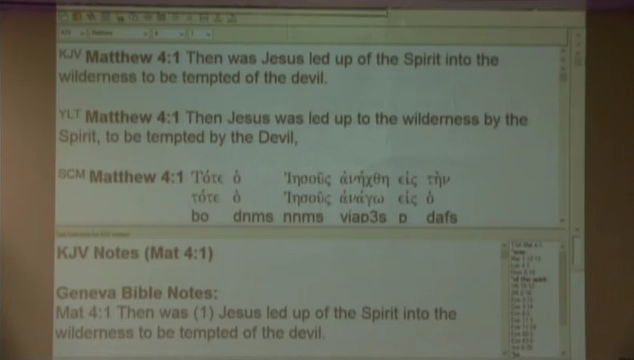 KJV Matthew 4:1 Then was Jesus led up of the Spirit into the
wilderness to be tempted of the devil.
YLT Matthew 4:1 Then Jesus was led up to the wilderness by the
Spirit, to be tempted by the Devil,
SCM Matthew 4:1 Τότε ὁ Ἰησοῦς ἀνήχθη εἰς τὴν
τότε ὁ Ἰησοῦς ἀνάγω εἰς ὁ
bo dnms nnms viap3s p dafs
KJV Notes (Mat 4:1)
Geneva Bible Notes:
Mat 4:1 Then was (1) Jesus led up of the Spirit into the
wilderness to be tempted of the devil.